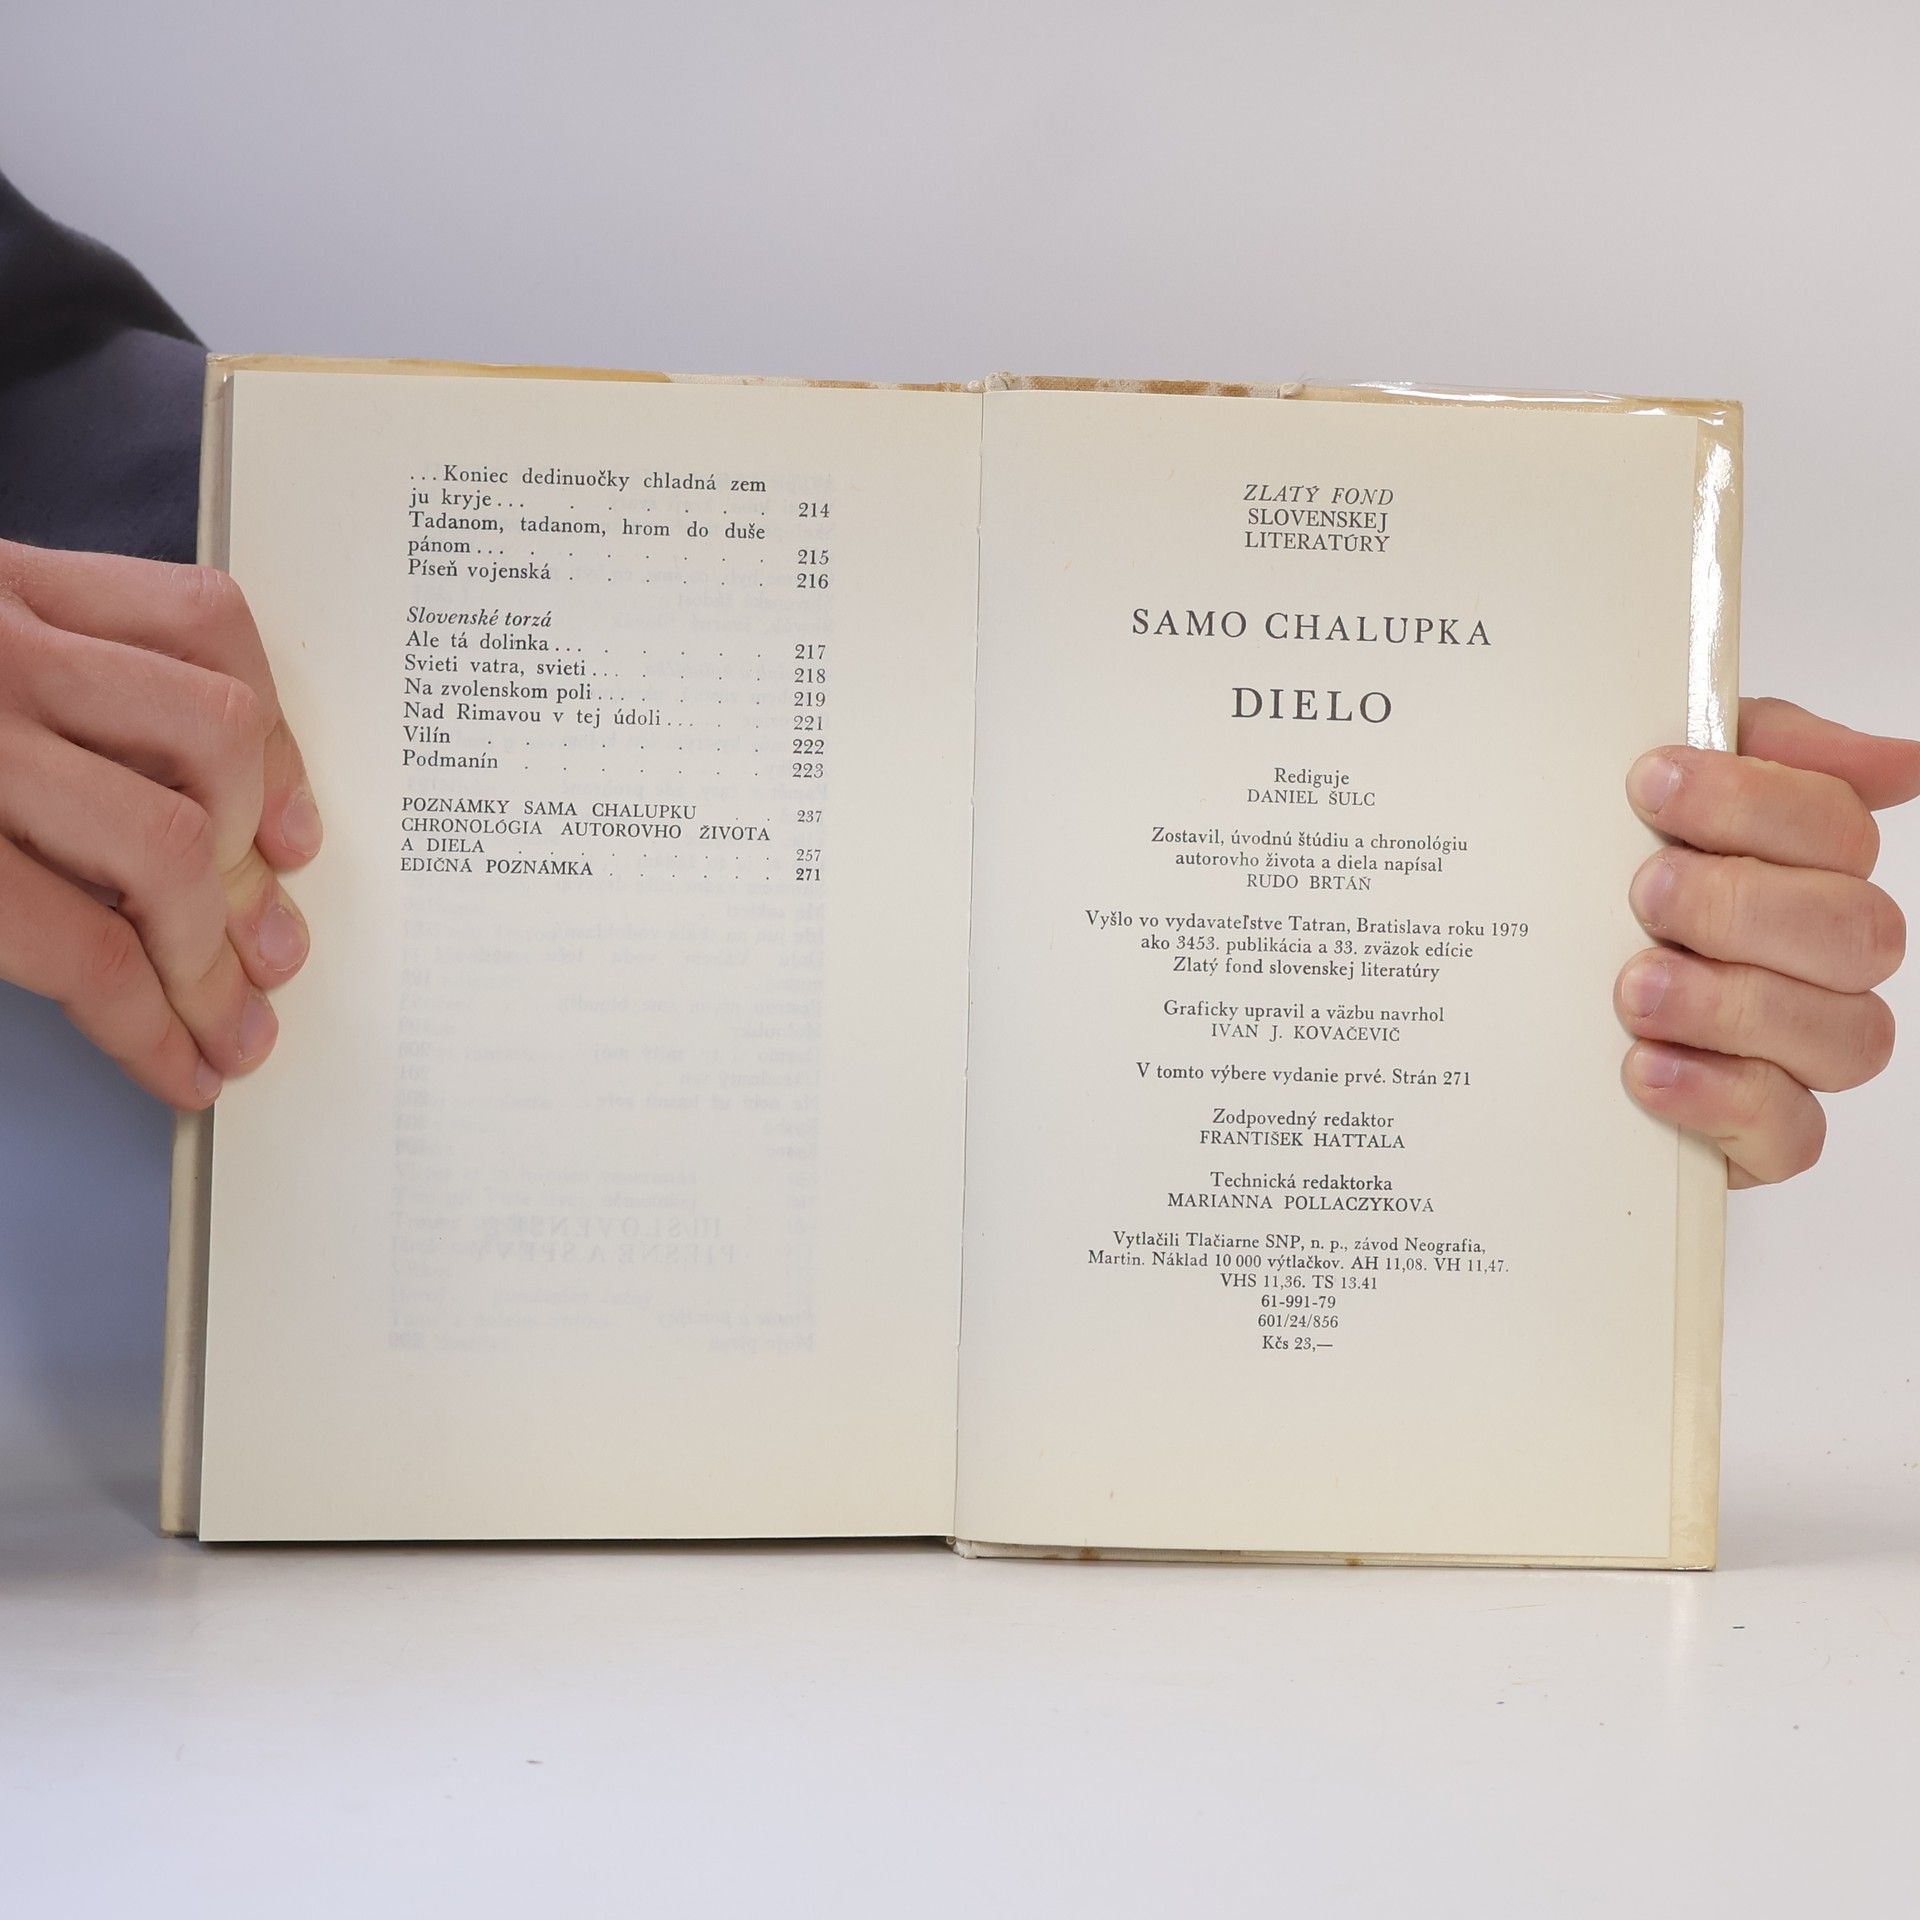 ...Koniec dedinuočky chladná zem
ju kryje... . . . . . . 214
Tadanom, tadanom, hrom do duše
pánom... . . . . . . . 215
Píseň vojenská . . . . . 216
Slovenské torzá
Ale tá dolinka... . . . . . 217
Svieti vatra, svieti... . . . . 218
Na zvolenskom poli... . . . 219
Nad Rimavou v tej údoli... . 221
Vilín . . . . . . . 222
Podmanín . . . . . . . 223
POZNÁMKY SAMA CHALUPKU . . 237
CHRONOLÓGIA AUTOROVHO ŽIVOTA
A DIELA . . . . . . . . 257
EDIČNÁ POZNÁMKA . . . . . 271
ZLATÝ FOND
SLOVENSKEJ
LITERATÚRY
SAMO CHALUPKA
DIELO
Rediguje
DANIEL ŠULC
Zostavil, úvodnú štúdiu a chronológiu
autorovho života a diela napísal
RUDO BRTÁŇ
Vyšlo vo vydavateľstve Tatran, Bratislava roku 1979
ako 3453. publikácia a 33. zväzok edície
Zlatý fond slovenskej literatúry
Graficky upravil a väzbu navrhol
IVAN J. KOVAČEVIČ
V tomto výbere vydanie prvé. Strán 271
Zodpovedný redaktor
FRANTIŠEK HATTALA
Technická redaktorka
MARIANNA POLLACZYKOVÁ
Vytlačili Tlačiarne SNP, n. p., závod Neografia,
Martin. Náklad 10 000 výtlačkov. AH 11,08. VH 11,47.
VHS 11,36. TS 13.41
61-991-79
601/24/856
Kčs 23,—